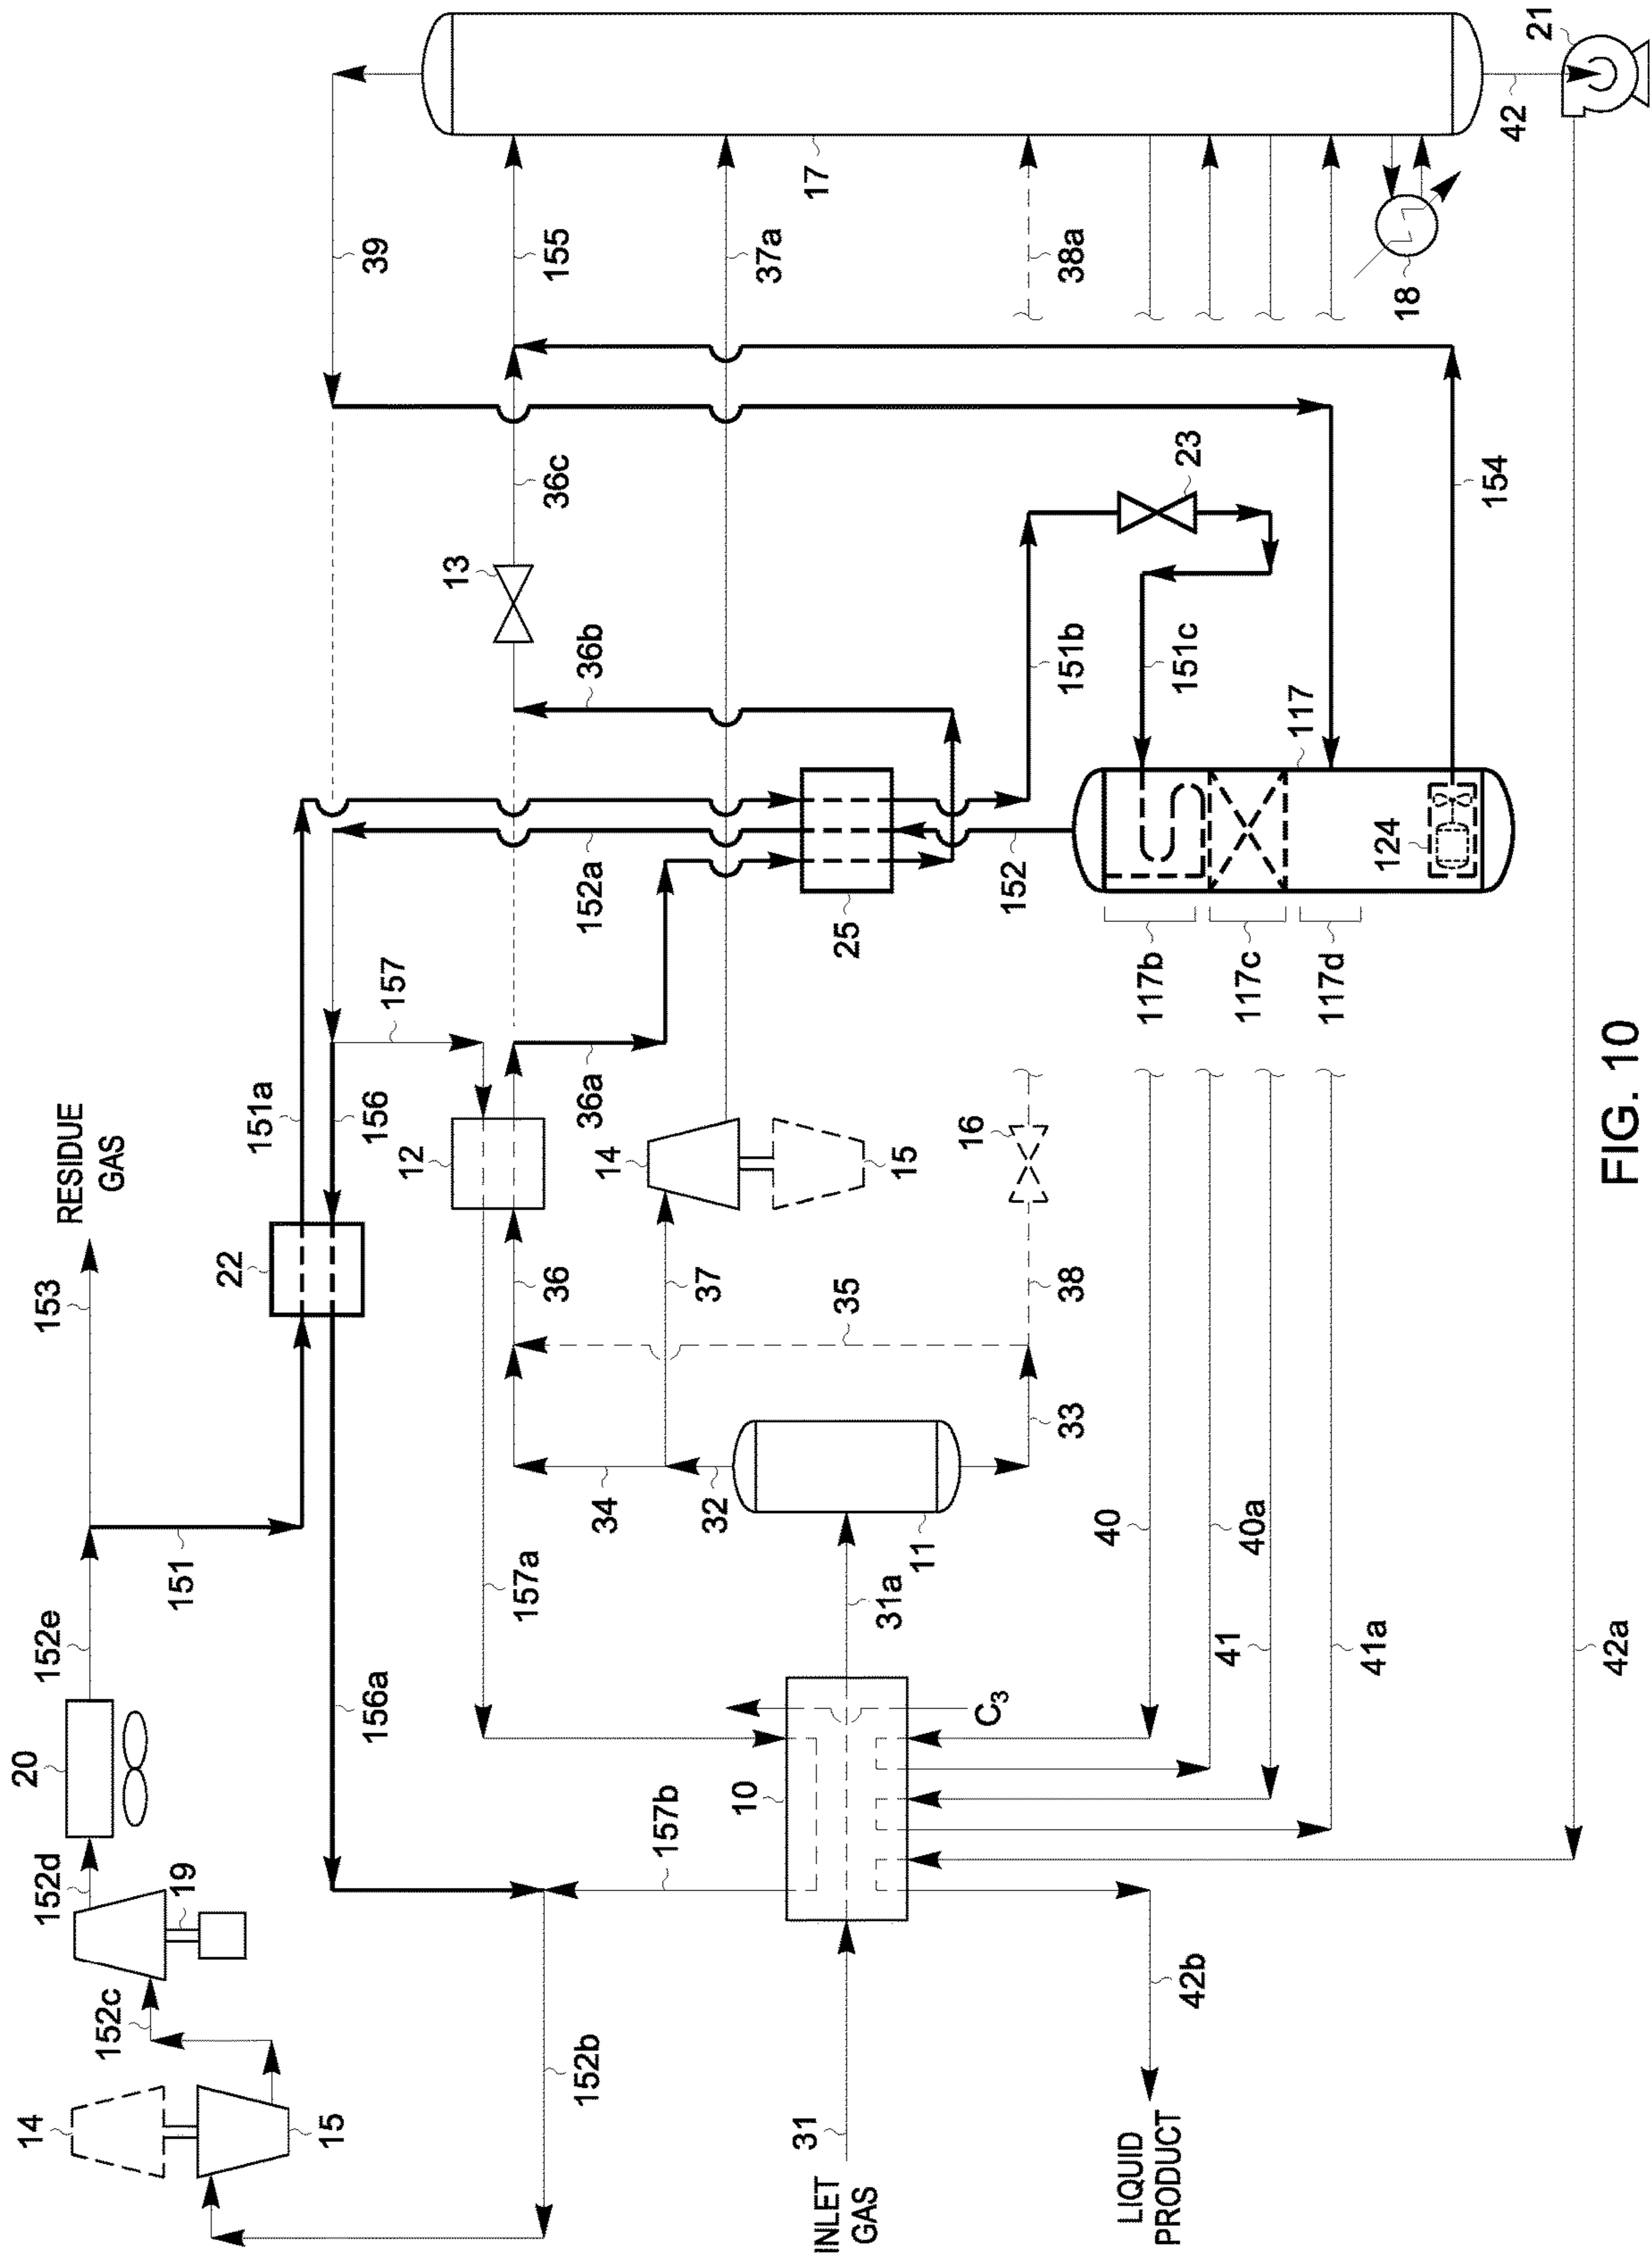 14
20
152d
152e
153
RESIDUE
GAS
152c
19
151
22
151a
15
156a
156
39
157
12
13
157a
36
36c
155
152b
152a
34
36a
14
36b
157b
32
37
10
37a
31
17
INLET
GAS
25
35
31a
15
11
16
C3
152
33
38
151b
38a
40
LIQUID
PRODUCT
117b
42b
151c
23
41
40a
117c
117
117d
41a
124
18
154
42
21
42a
FIG. 10